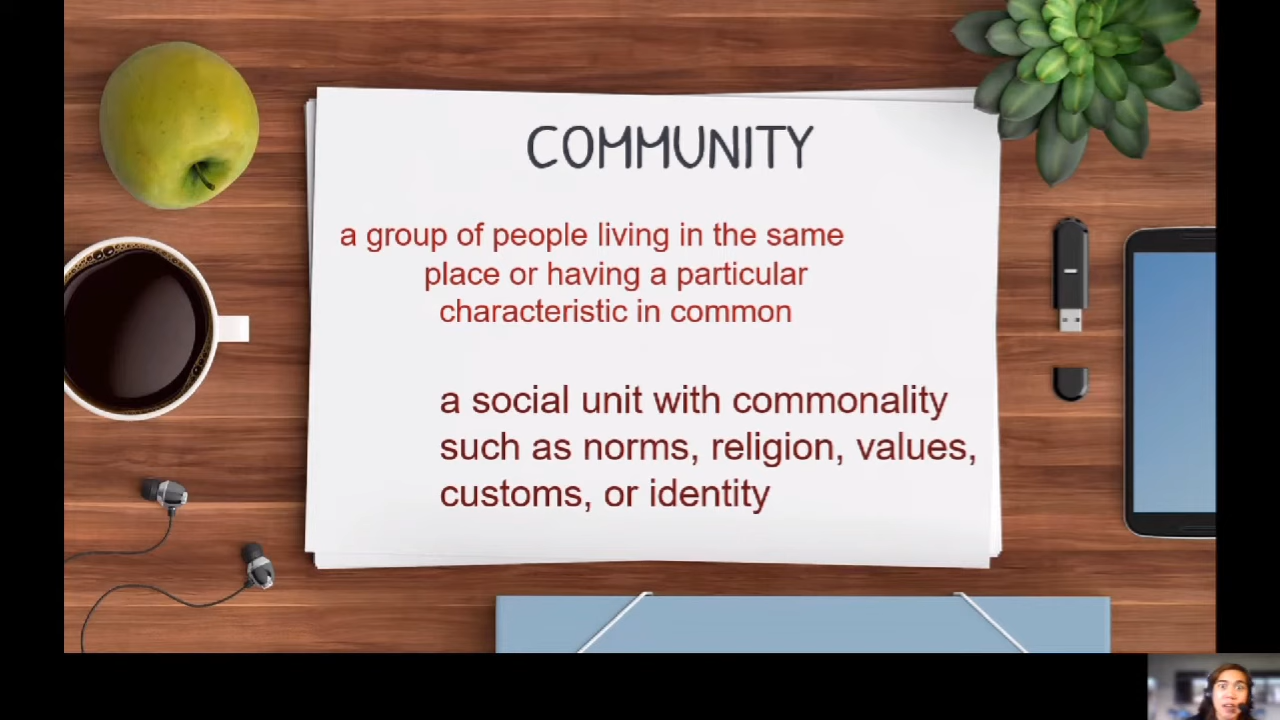 COMMUNITY
a group of people living in the same
place or having a particular
characteristic in common
a social unit with commonality
such as norms, religion, values,
customs, or identity